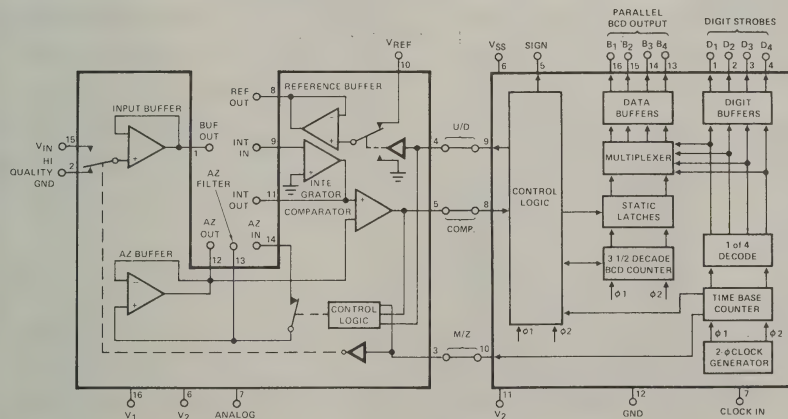 PARALLEL
BCD OUTPUT
DIGIT STROBES
VREF
10
VSS
6
SIGN
5
B1 B2 B3 B4
16 15 14 13
D1 D2 D3 D4
1 2 3 4
REF OUT
8
REFERENCE BUFFER
INPUT BUFFER
BUF OUT
1
INT IN
9
VIN
15
HI QUALITY GND
2
AZ FILTER
INT OUT
11
INTE
GRATOR
COMPARATOR
AZ OUT
12
13
AZ IN
14
AZ BUFFER
CONTROL LOGIC
4
U/D
9
5
COMP.
8
3
M/Z
10
CONTROL LOGIC
DATA BUFFERS
DIGIT BUFFERS
MULTIPLEXER
STATIC LATCHES
3 1/2 DECADE
BCD COUNTER
1 of 4
DECODE
TIME BASE
COUNTER
2-φ CLOCK
GENERATOR
φ1 φ2
φ1 φ2
φ1 φ2
16
V1
6
V2
7
ANALOG
11
V2
12
GND
7
CLOCK IN